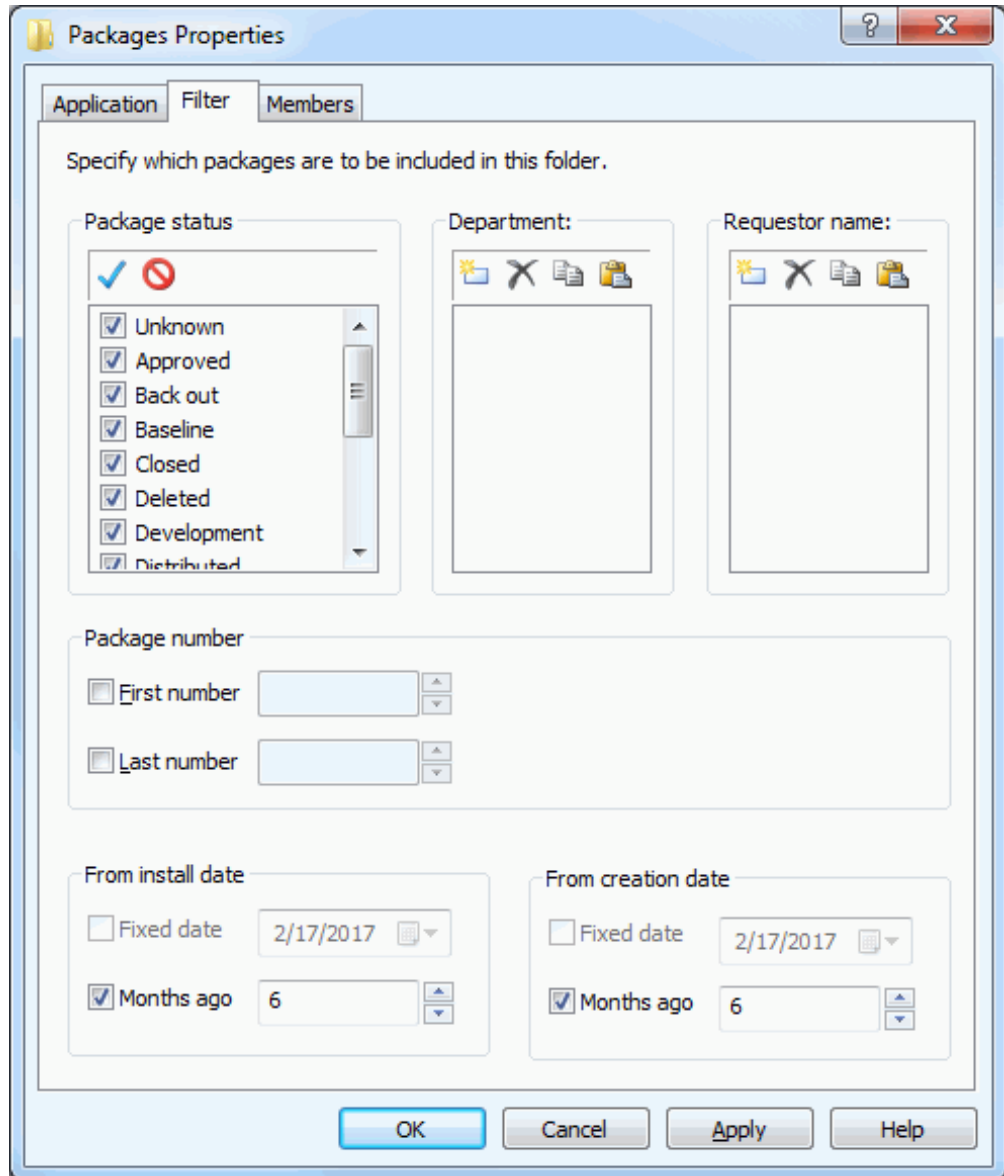 Packages Properties
Application Filter Members
Specify which packages are to be included in this folder.
Package status
Unknown
Approved
Back out
Baseline
Closed
Deleted
Development
Distributed
Department:
Requestor name:
Package number
First number
Last number
From install date
Fixed date 2/17/2017
Months ago 6
From creation date
Fixed date 2/17/2017
Months ago 6
OK Cancel Apply Help